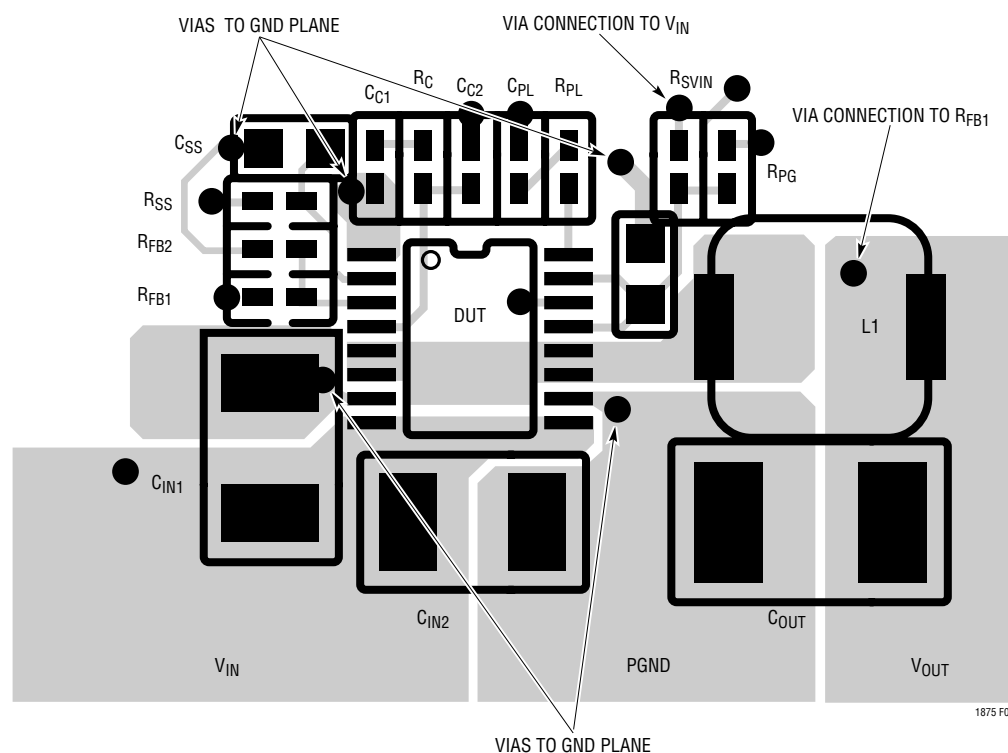 VIAS TO GND PLANE
VIA CONNECTION TO VIN
CC1
RC
CC2
CPL
RPL
RSVIN
VIA CONNECTION TO RFB1
CSS
RPG
RSS
RFB2
RFB1
DUT
L1
CIN1
CIN2
COUT
VIN
PGND
VOUT
1875 F0
VIAS TO GND PLANE